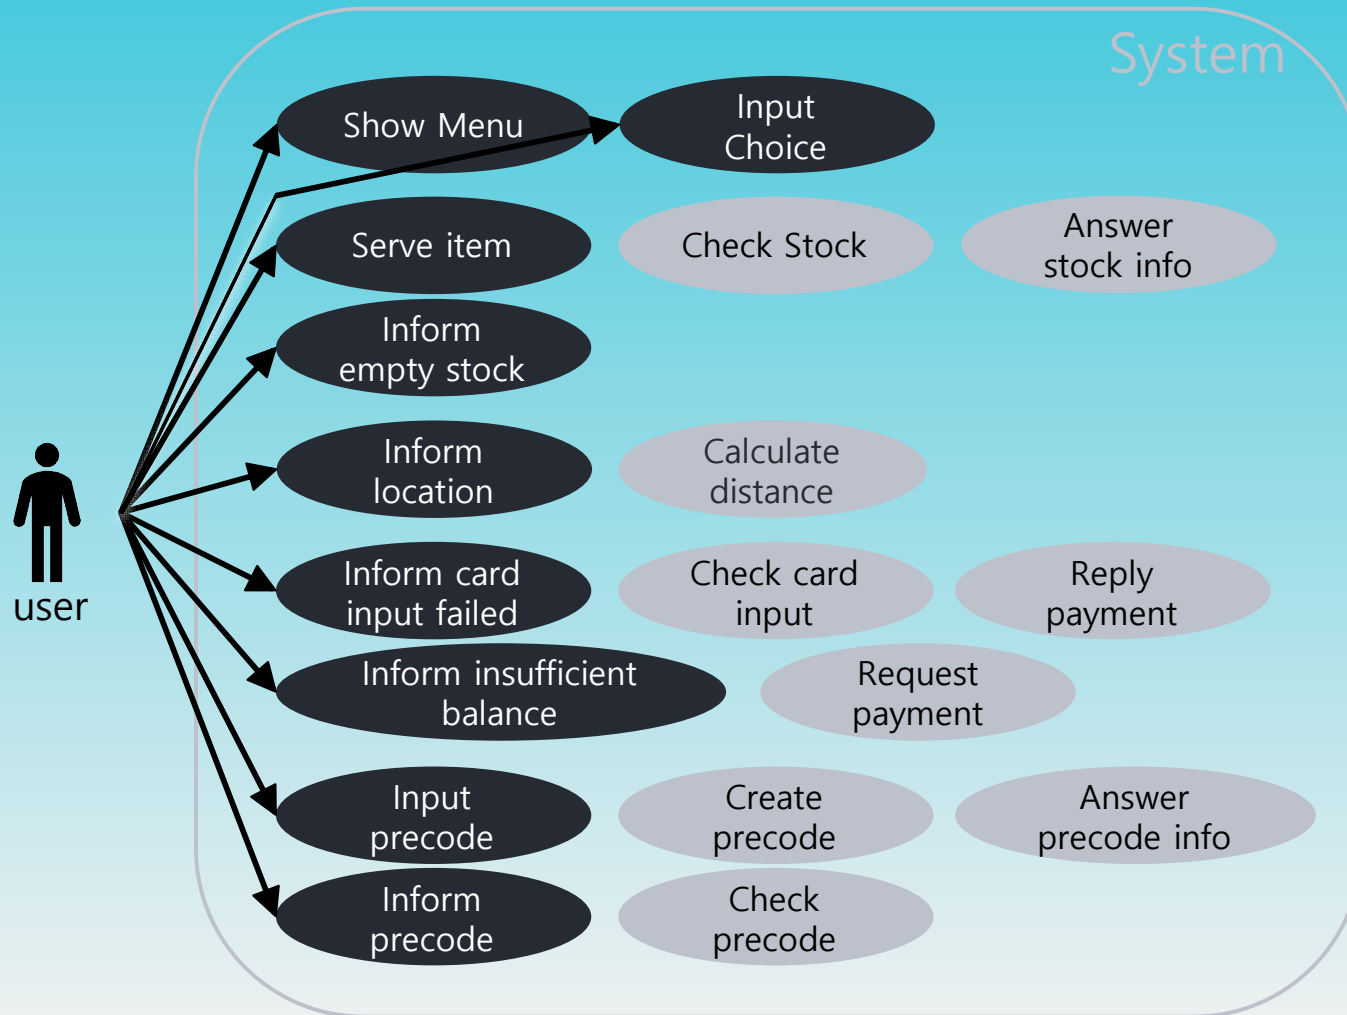 System
Show Menu
Input
Choice
Serve item
Check Stock
Answer
stock info
Inform
empty stock
Inform
location
Calculate
distance
Inform card
input failed
Check card
input
Reply
payment
user
Inform insufficient
balance
Request
payment
Input
precode
Create
precode
Answer
precode info
Inform
precode
Check
precode